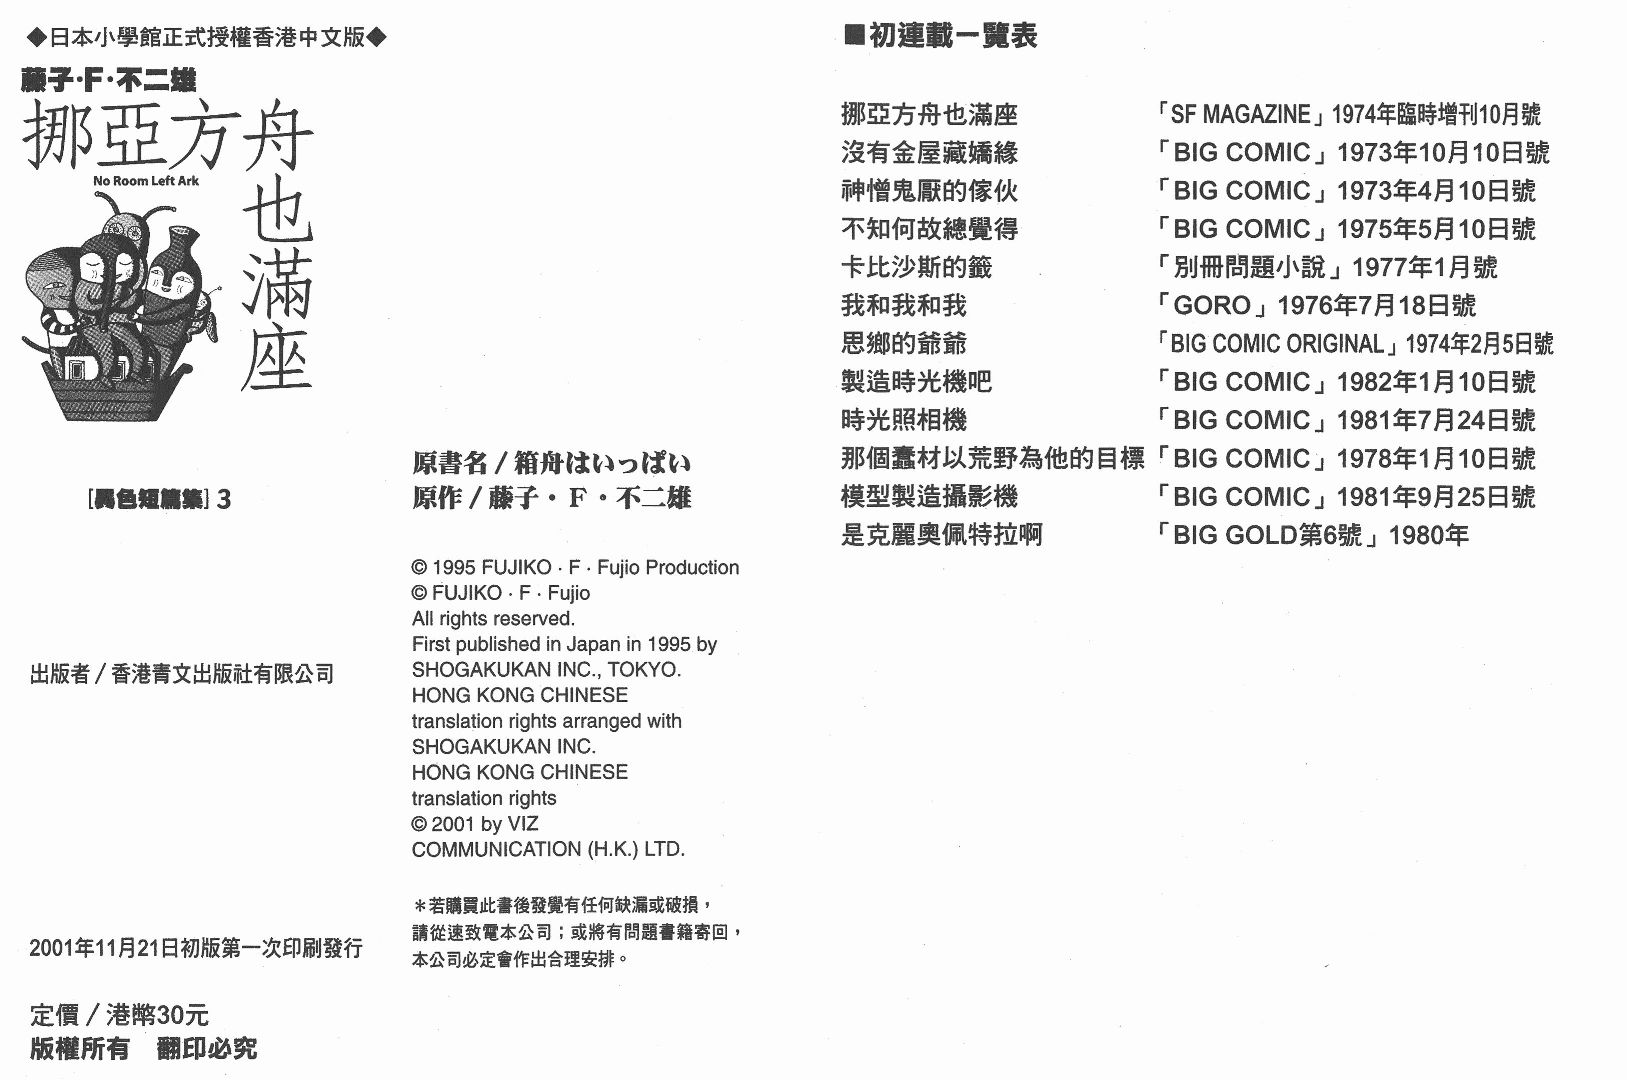 ◆日本小學館正式授權香港中文版◆
藤子·F·不二雄
挪亞方舟也滿座
No Room Left Ark
[異色短篇集] 3
出版者／香港青文出版社有限公司
2001年11月21日初版第一次印刷發行
定價／港幣30元
版權所有　翻印必究
原書名／箱舟はいっぱい
原作／藤子・F・不二雄
© 1995 FUJIKO · F · Fujio Production
© FUJIKO · F · Fujio
All rights reserved.
First published in Japan in 1995 by
SHOGAKUKAN INC., TOKYO.
HONG KONG CHINESE
translation rights arranged with
SHOGAKUKAN INC.
HONG KONG CHINESE
translation rights
© 2001 by VIZ
COMMUNICATION (H.K.) LTD.
＊若購買此書後發覺有任何缺漏或破損，
請從速致電本公司；或將有問題書籍寄回，
本公司必定會作出合理安排。
■初連載一覽表
挪亞方舟也滿座　「SF MAGAZINE」1974年臨時增刊10月號
沒有金屋藏嬌緣　「BIG COMIC」1973年10月10日號
神憎鬼厭的傢伙　「BIG COMIC」1973年4月10日號
不知何故總覺得　「BIG COMIC」1975年5月10日號
卡比沙斯的籤　「別冊問題小說」1977年1月號
我和我和我　「GORO」1976年7月18日號
思鄉的爺爺　「BIG COMIC ORIGINAL」1974年2月5日號
製造時光機吧　「BIG COMIC」1982年1月10日號
時光照相機　「BIG COMIC」1981年7月24日號
那個蠢材以荒野為他的目標　「BIG COMIC」1978年1月10日號
模型製造攝影機　「BIG COMIC」1981年9月25日號
是克麗奧佩特拉啊　「BIG GOLD第6號」1980年